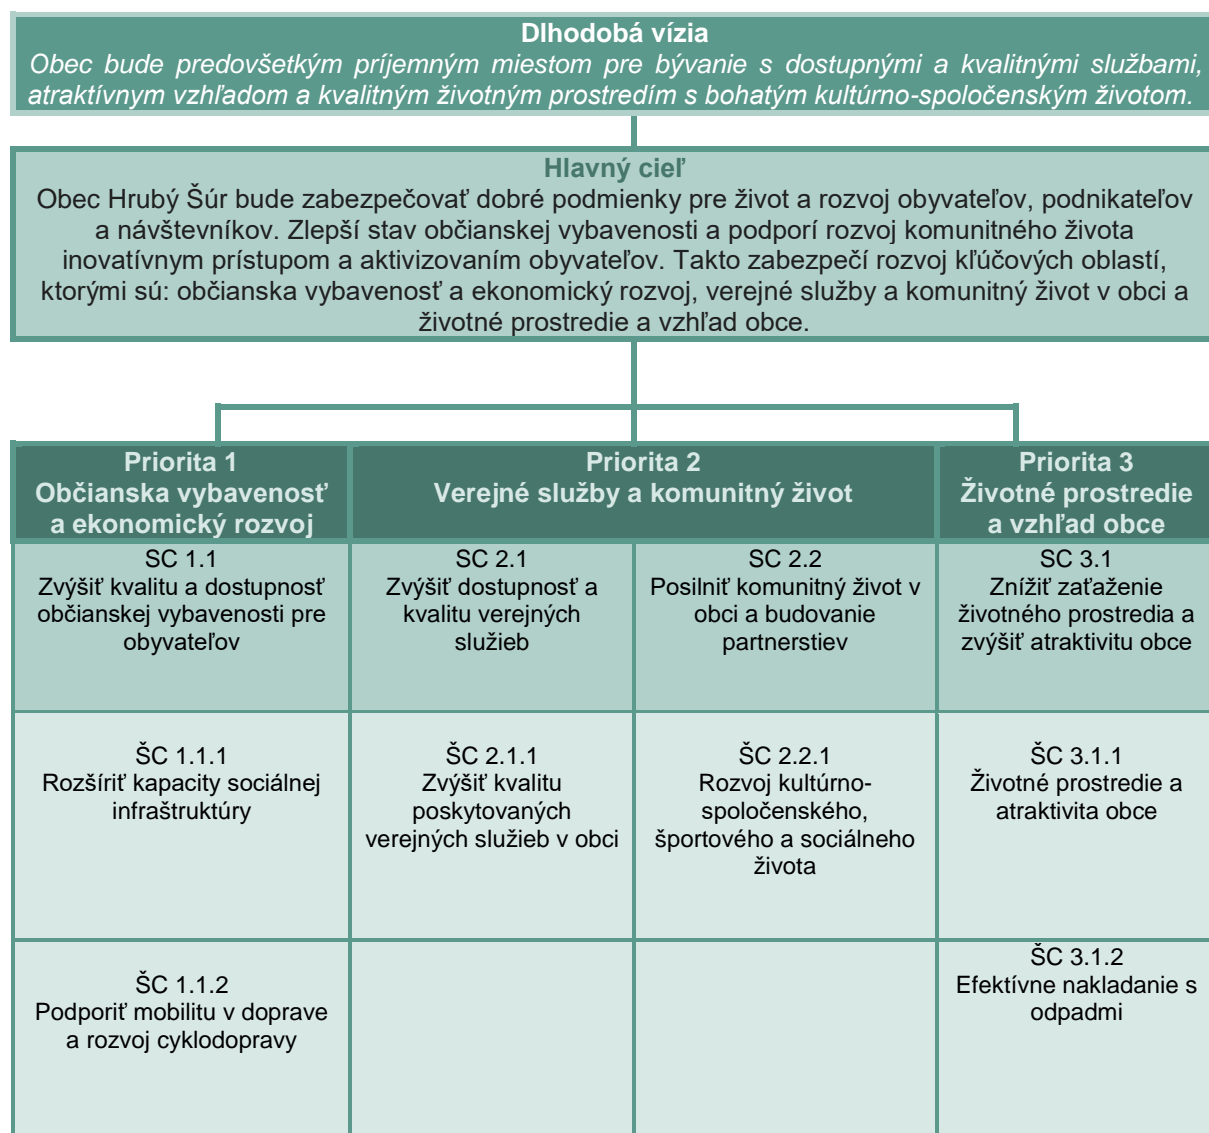 Dlhodobá vízia
Obec bude predovšetkým príjemným miestom pre bývanie s dostupnými a kvalitnými službami,
atraktívnym vzhľadom a kvalitným životným prostredím s bohatým kultúrno-spoločenským životom.
Hlavný cieľ
Obec Hrubý Šúr bude zabezpečovať dobré podmienky pre život a rozvoj obyvateľov, podnikateľov
a návštevníkov. Zlepší stav občianskej vybavenosti a podporí rozvoj komunitného života
inovatívnym prístupom a aktivizovaním obyvateľov. Takto zabezpečí rozvoj kľúčových oblastí,
ktorými sú: občianska vybavenosť a ekonomický rozvoj, verejné služby a komunitný život v obci a
životné prostredie a vzhľad obce.
Priorita 1
Občianska vybavenosť
a ekonomický rozvoj
Priorita 2
Verejné služby a komunitný život
Priorita 3
Životné prostredie
a vzhľad obce
SC 1.1
Zvýšiť kvalitu a dostupnosť
občianskej vybavenosti pre
obyvateľov
SC 2.1
Zvýšiť dostupnosť a
kvalitu verejných
služieb
SC 2.2
Posilniť komunitný život v
obci a budovanie
partnerstiev
SC 3.1
Znížiť zaťaženie
životného prostredia a
zvýšiť atraktivitu obce
ŠC 1.1.1
Rozšíriť kapacity sociálnej
infraštruktúry
ŠC 2.1.1
Zvýšiť kvalitu
poskytovaných
verejných služieb v obci
ŠC 2.2.1
Rozvoj kultúrno-
spoločenského,
športového a sociálneho
života
ŠC 3.1.1
Životné prostredie a
atraktivita obce
ŠC 1.1.2
Podporiť mobilitu v doprave
a rozvoj cyklodopravy
ŠC 3.1.2
Efektívne nakladanie s
odpadmi